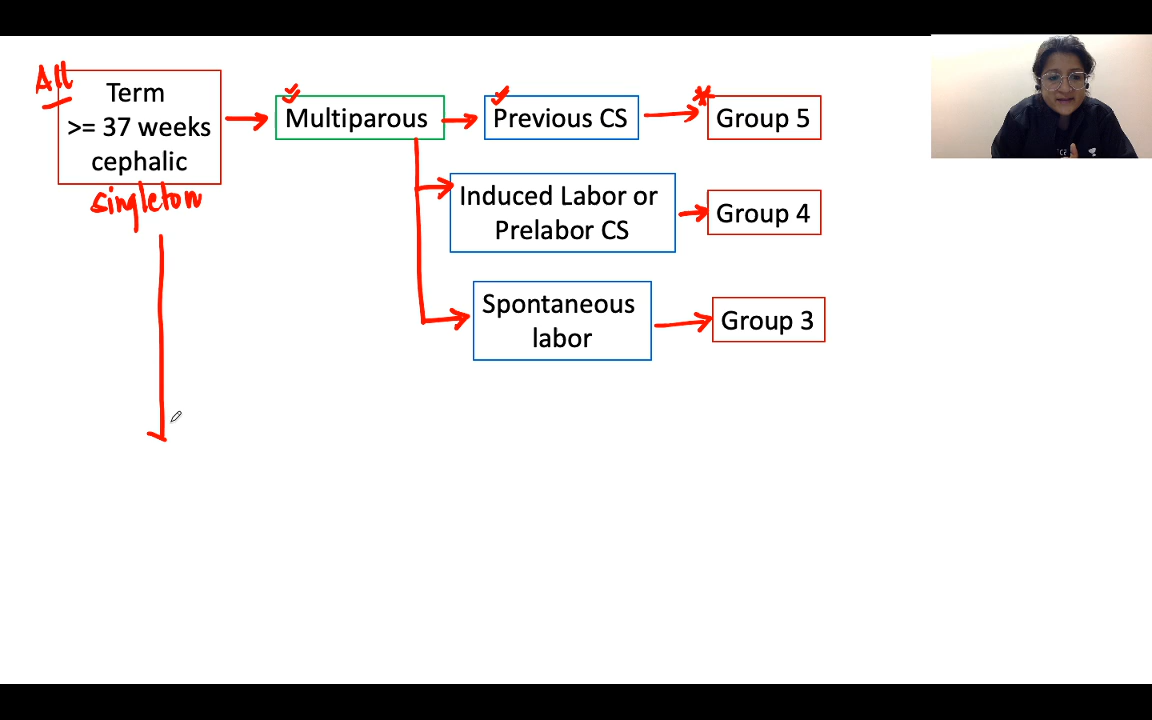 All
Term
>= 37 weeks
cephalic
singleton
Multiparous
Previous CS
Group 5
Induced Labor or
Prelabor CS
Group 4
Spontaneous
labor
Group 3